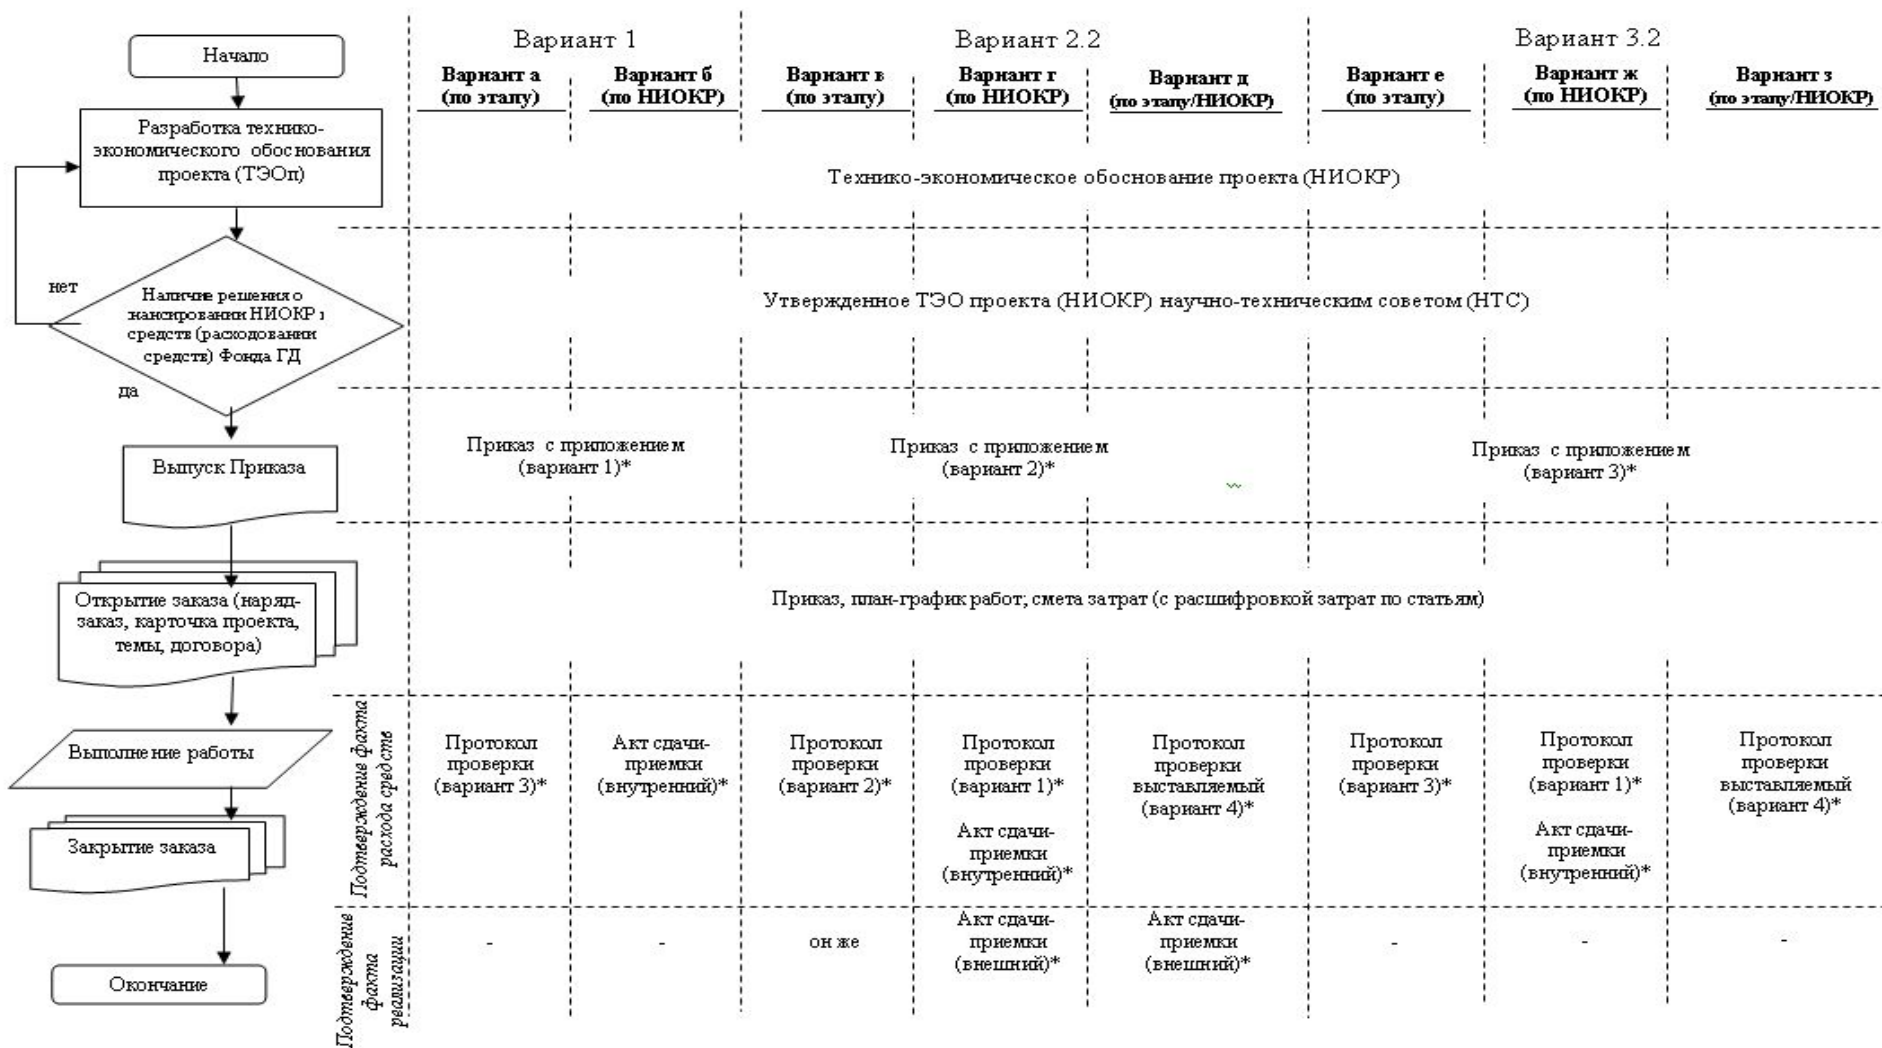 Начало
Разработка технико-
экономического обоснования
проекта (ТЭОп)
нет
Наличие решения о
инансировании НИОКР и
средств (расходовании
средств) Фонда ГД
да
Выпуск Приказа
Открытие заказа (наряд-
заказ, карточка проекта,
темы, договора)
Выполнение работы
Закрытие заказа
Окончание
Вариант 1
Вариант 2.2
Вариант 3.2
Вариант а
(по этапу)
Вариант б
(по НИОКР)
Вариант в
(по этапу)
Вариант г
(по НИОКР)
Вариант д
(по этапу/НИОКР)
Вариант е
(по этапу)
Вариант ж
(по НИОКР)
Вариант з
(по этапу/НИОКР)
Технико-экономическое обоснование проекта (НИОКР)
Утвержденное ТЭО проекта (НИОКР) научно-техническим советом (НТС)
Приказ с приложением
(вариант 1)*
Приказ с приложением
(вариант 2)*
Приказ с приложением
(вариант 3)*
Приказ, план-график работ; смета затрат (с расшифровкой затрат по статьям)
Подтверждение факта
расхода средств
Протокол
проверки
(вариант 3)*
Акт сдачи-
приемки
(внутренний)*
Протокол
проверки
(вариант 2)*
Протокол
проверки
(вариант 1)*
Акт сдачи-
приемки
(внутренний)*
Протокол
проверки
выставляемый
(вариант 4)*
Протокол
проверки
(вариант 3)*
Протокол
проверки
(вариант 1)*
Акт сдачи-
приемки
(внутренний)*
Протокол
проверки
выставляемый
(вариант 4)*
Подтверждение
факта
реализации
-
-
он же
Акт сдачи-
приемки
(внешний)*
Акт сдачи-
приемки
(внешний)*
-
-
-